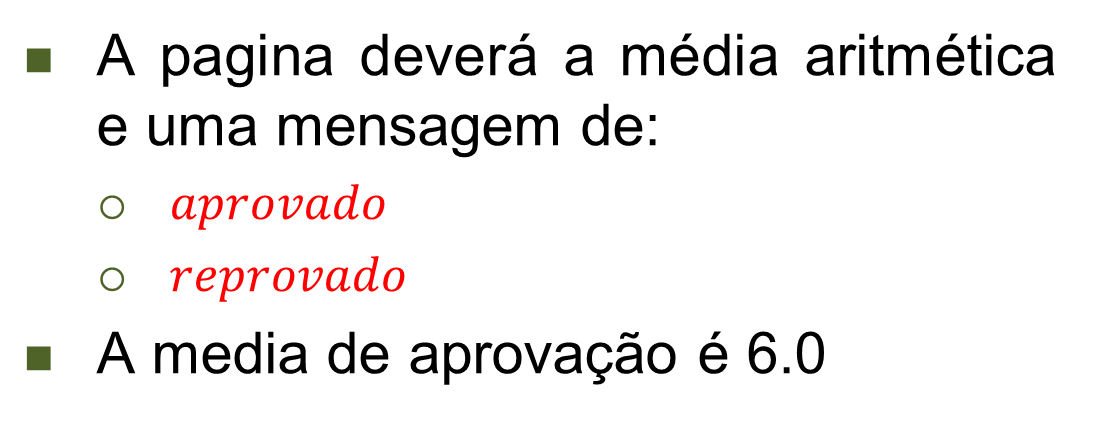 A pagina deverá a média aritmética
e uma mensagem de:
aprovado
reprovado
A media de aprovação é 6.0